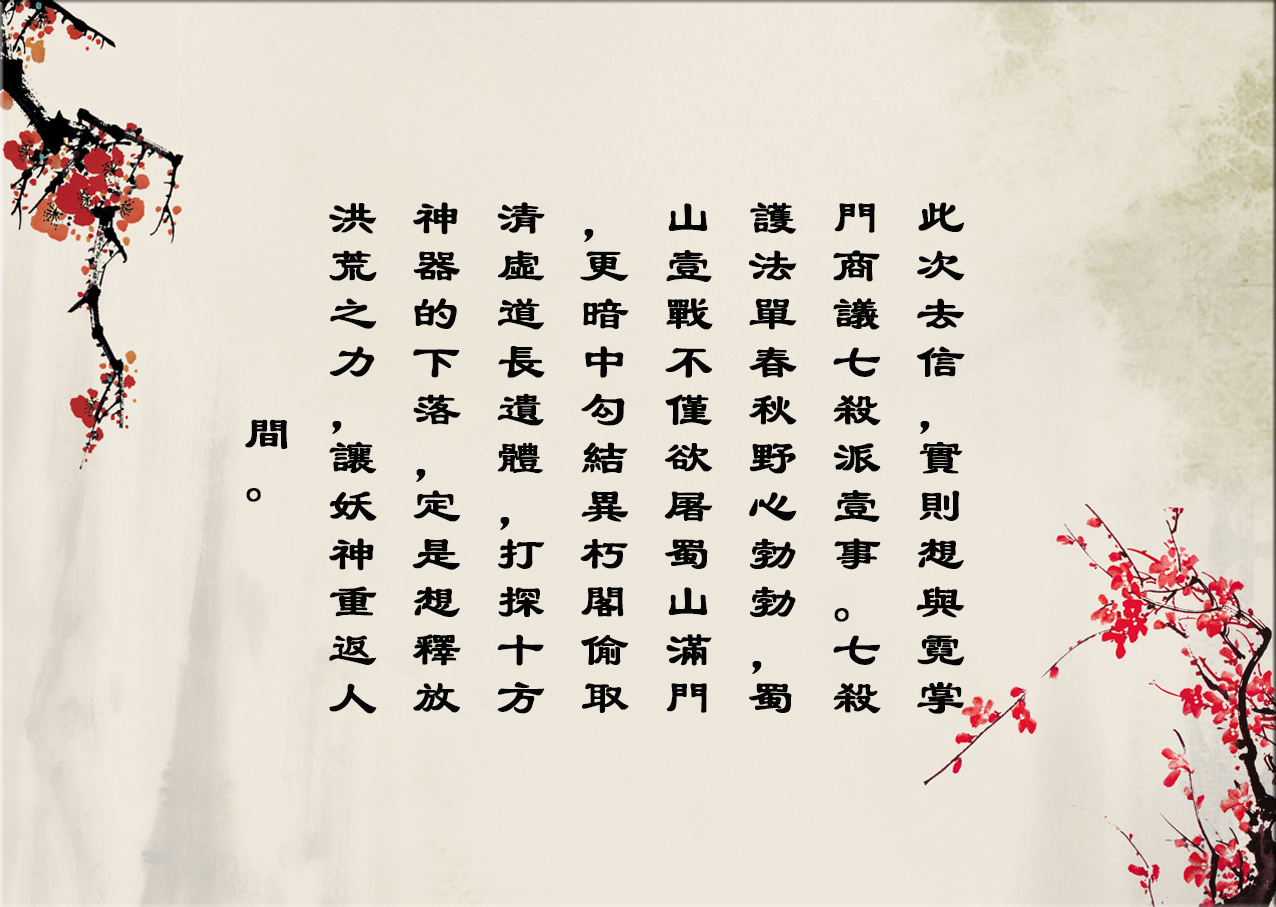 此次去信,實則想與霓掌
門商議七殺派壹事。七殺
護法單春秋野心勃勃,蜀
山壹戰不僅欲屠蜀山滿門
,更暗中勾結異朽閣偷取
清虛道長遺體,打探十方
神器的下落,定是想釋放
洪荒之力,讓妖神重返人
間。